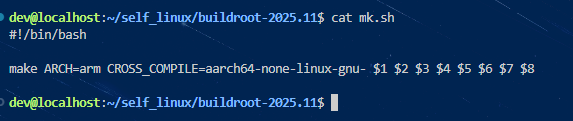 dev@localhost:~/self_linux/buildroot-2025.11$ cat mk.sh
#!/bin/bash
make ARCH=arm CROSS_COMPILE=aarch64-none-linux-gnu- $1 $2 $3 $4 $5 $6 $7 $8
dev@localhost:~/self_linux/buildroot-2025.11$